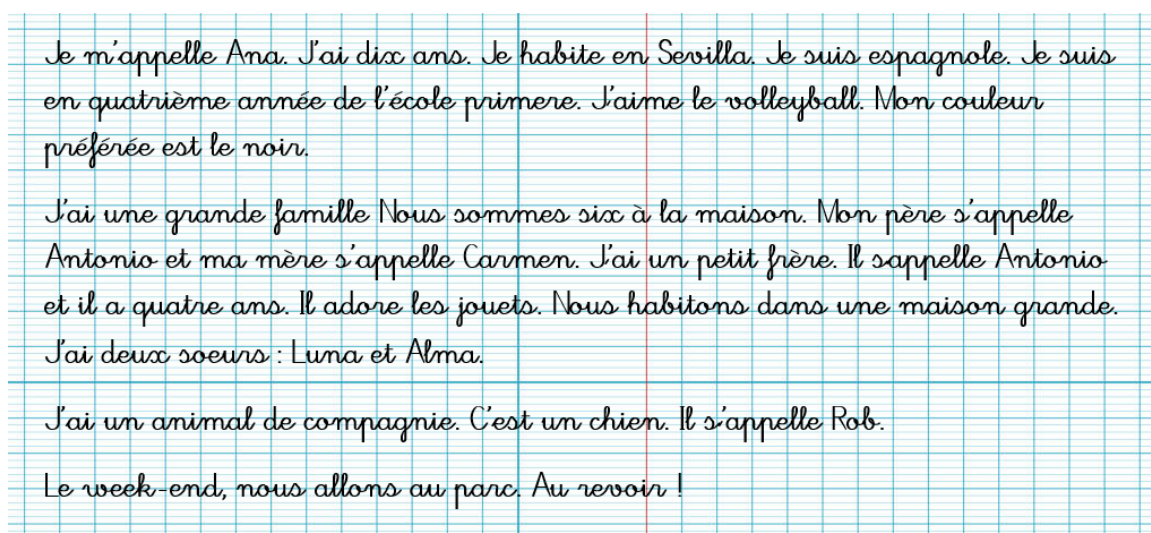 Je m'appelle Ana. J'ai dix ans. Je habite en Sevilla. Je suis espagnole. Je suis
en quatrième année de l'école primere. J'aime le volleyball. Mon couleur
préférée est le noir.
J'ai une grande famille Nous sommes six à la maison. Mon père s'appelle
Antonio et ma mère s'appelle Carmen. J'ai un petit frère. Il sappelle Antonio
et il a quatre ans. Il adore les jouets. Nous habitons dans une maison grande.
J'ai deux soeurs : Luna et Alma.
J'ai un animal de compagnie. C'est un chien. Il s'appelle Rob.
Le week-end, nous allons au parc. Au revoir !